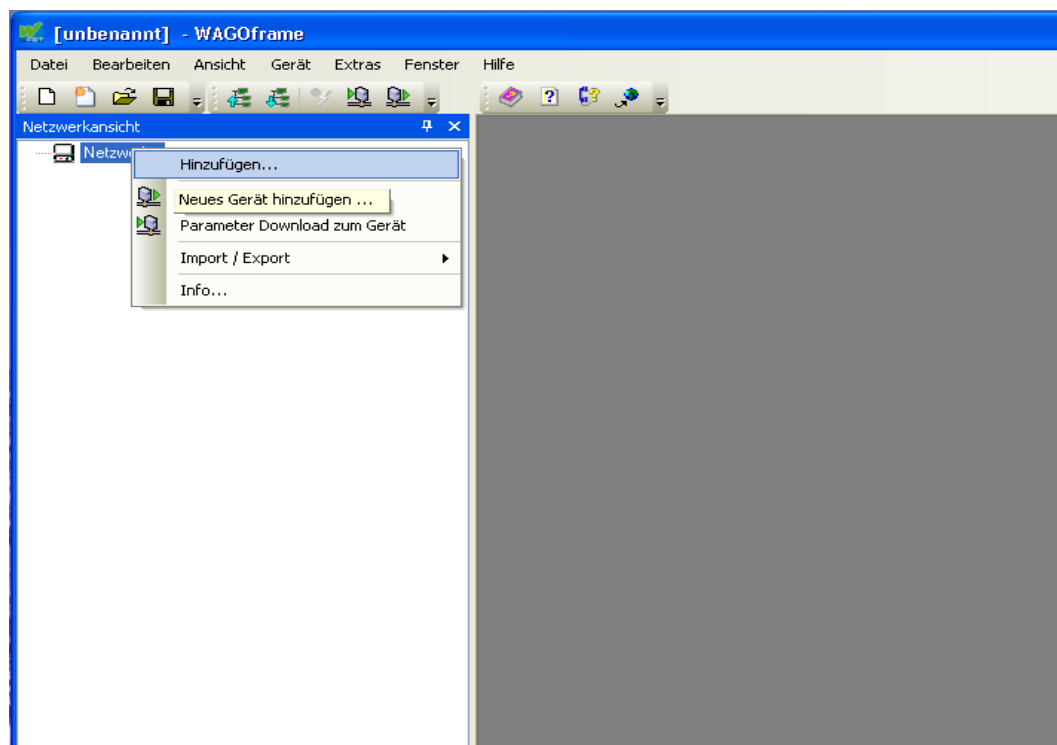 [unbenannt] - WAGOframe
Datei Bearbeiten Ansicht Gerät Extras Fenster Hilfe
Netzwerkansicht
Hinzufügen...
Neues Gerät hinzufügen ...
Parameter Download zum Gerät
Import / Export
Info...